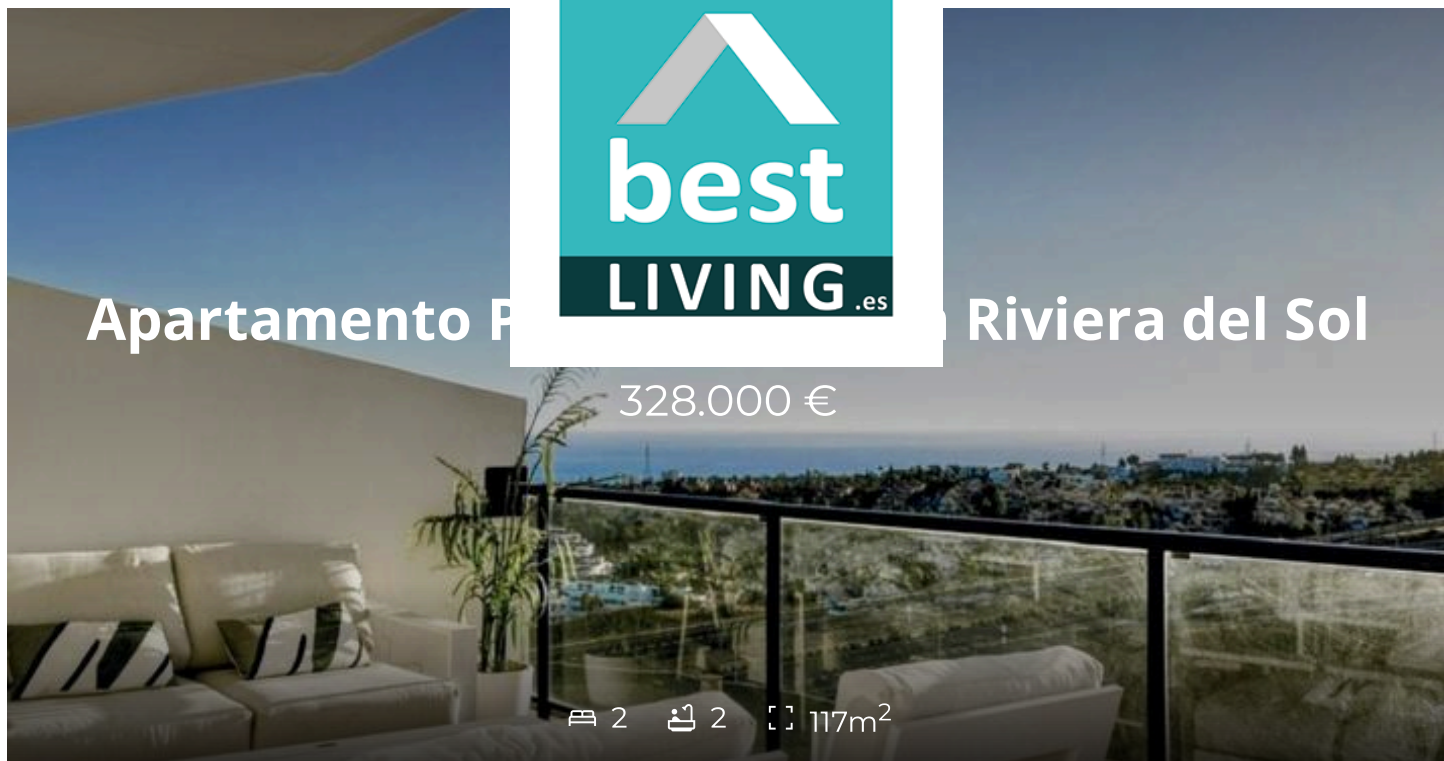 best
LIVING.es
Apartamento Riviera del Sol
328.000 €
2 2 117m²